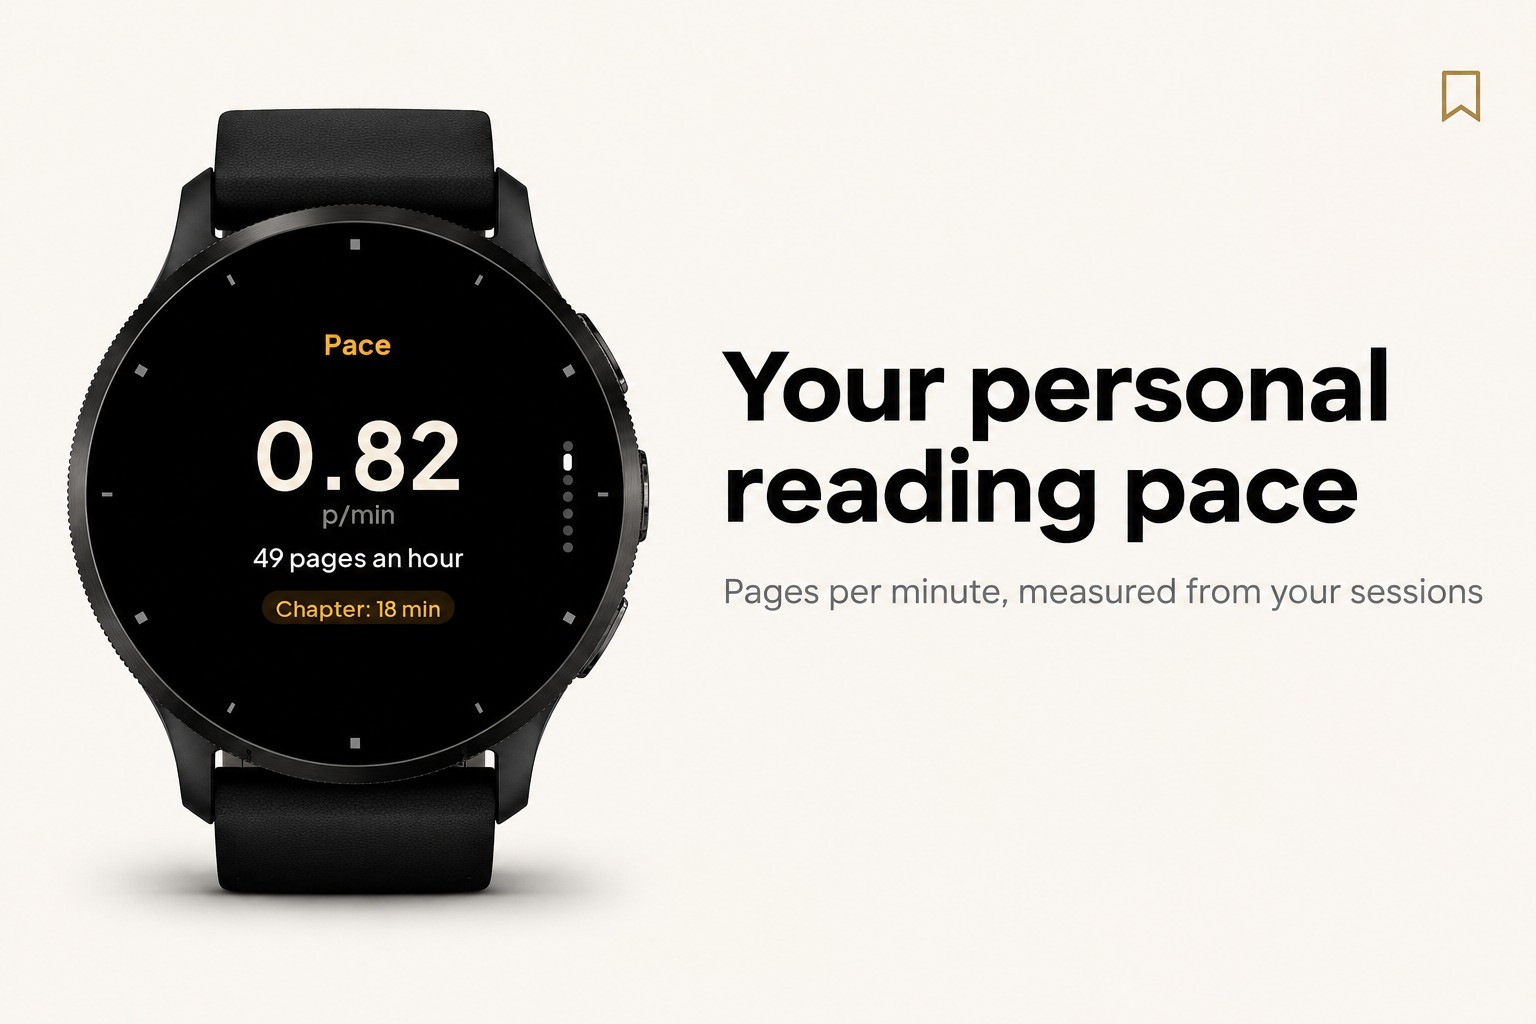 Pace
0.82
p/min
49 pages an hour
Chapter: 18 min
Your personal
reading pace
Pages per minute, measured from your sessions